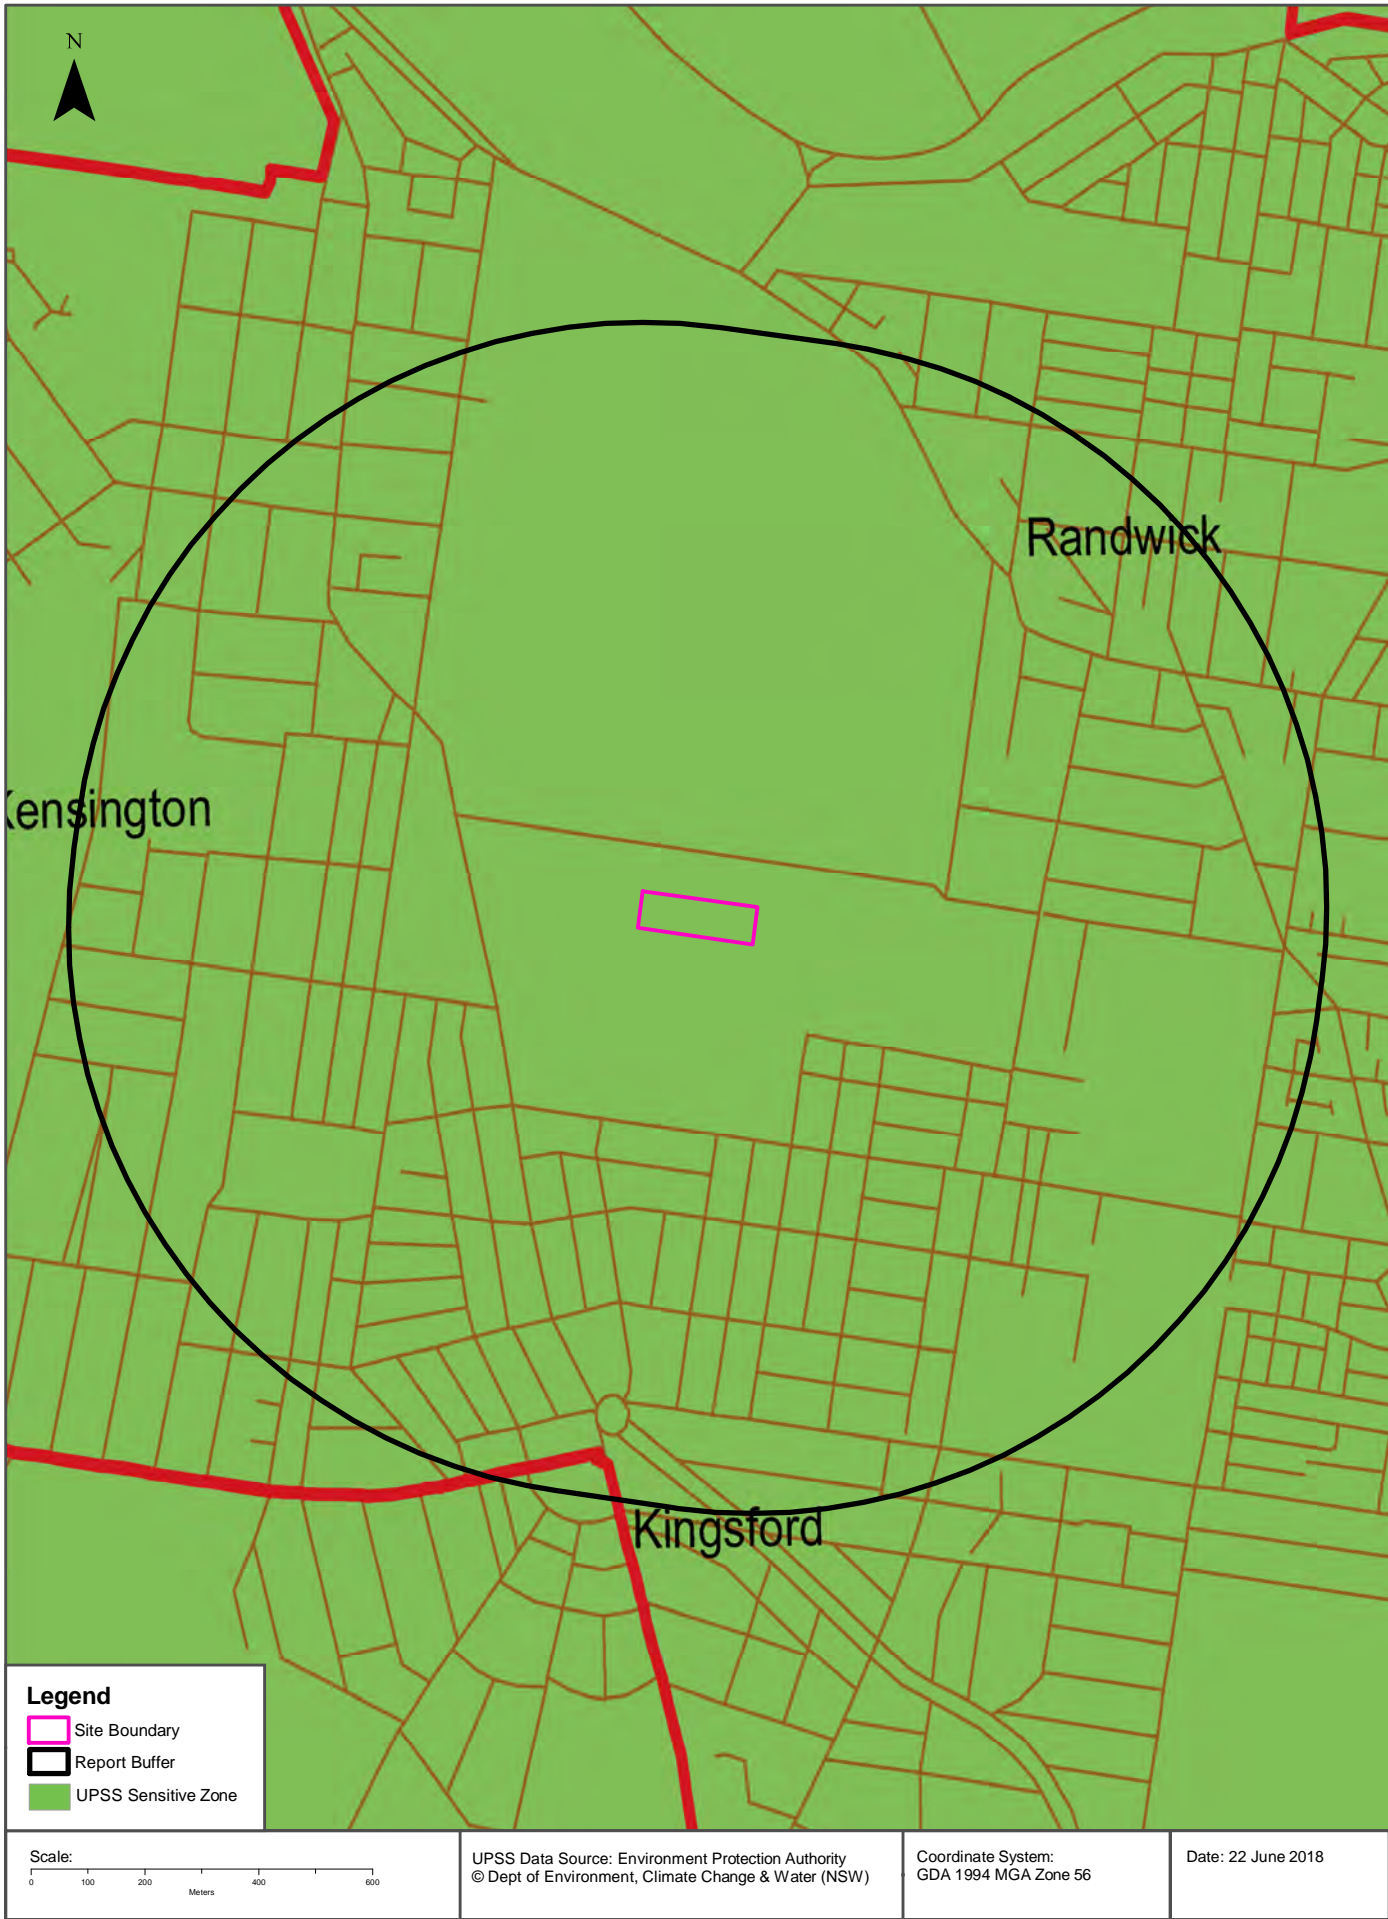 N
Randwick
Kensington
Kingsford
Legend
Site Boundary
Report Buffer
UPSS Sensitive Zone
Scale:
0 100 200 400 600
Meters
UPSS Data Source: Environment Protection Authority
© Dept of Environment, Climate Change & Water (NSW)
Coordinate System:
GDA 1994 MGA Zone 56
Date: 22 June 2018